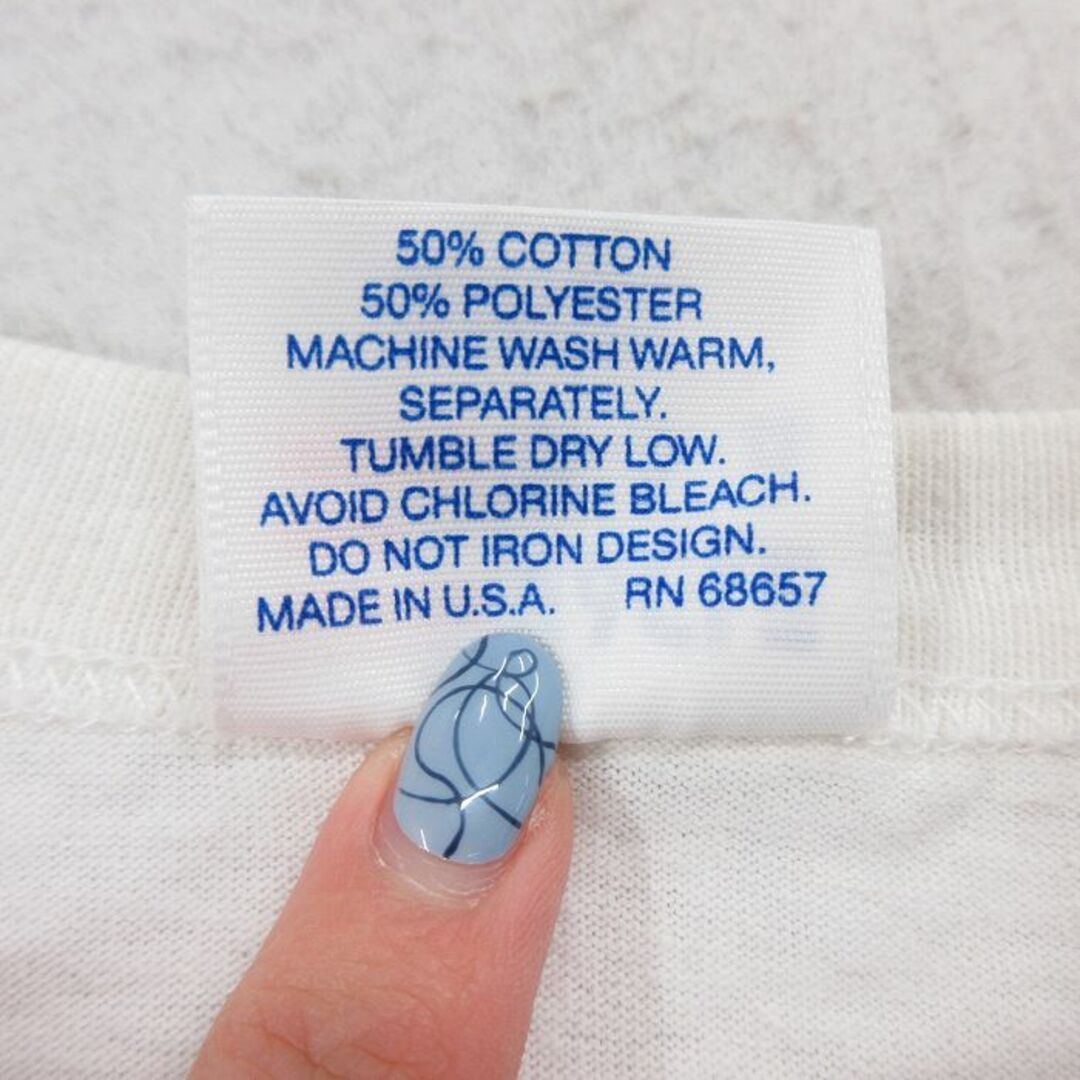 50% COTTON
50% POLYESTER
MACHINE WASH WARM,
SEPARATELY.
TUMBLE DRY LOW.
AVOID CHLORINE BLEACH.
DO NOT IRON DESIGN.
MADE IN U.S.A. RN 68657